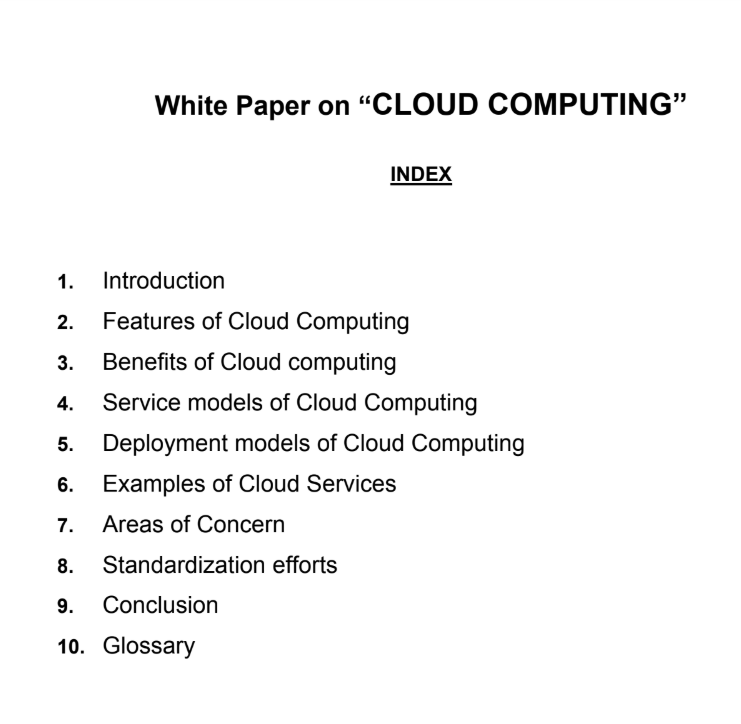 White Paper on “CLOUD COMPUTING”
INDEX
1. Introduction
2. Features of Cloud Computing
3. Benefits of Cloud computing
4. Service models of Cloud Computing
5. Deployment models of Cloud Computing
6. Examples of Cloud Services
7. Areas of Concern
8. Standardization efforts
9. Conclusion
10. Glossary